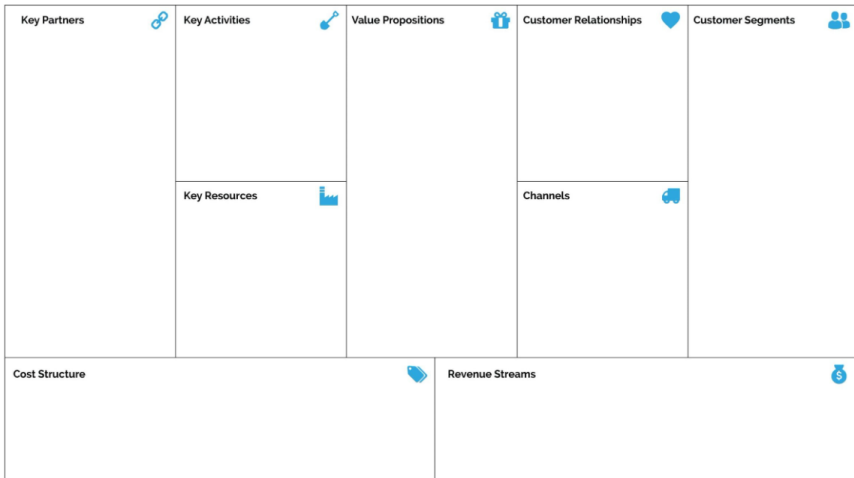 Key Partners
Key Activities
Value Propositions
Customer Relationships
Customer Segments
Key Resources
Channels
Cost Structure
Revenue Streams
$